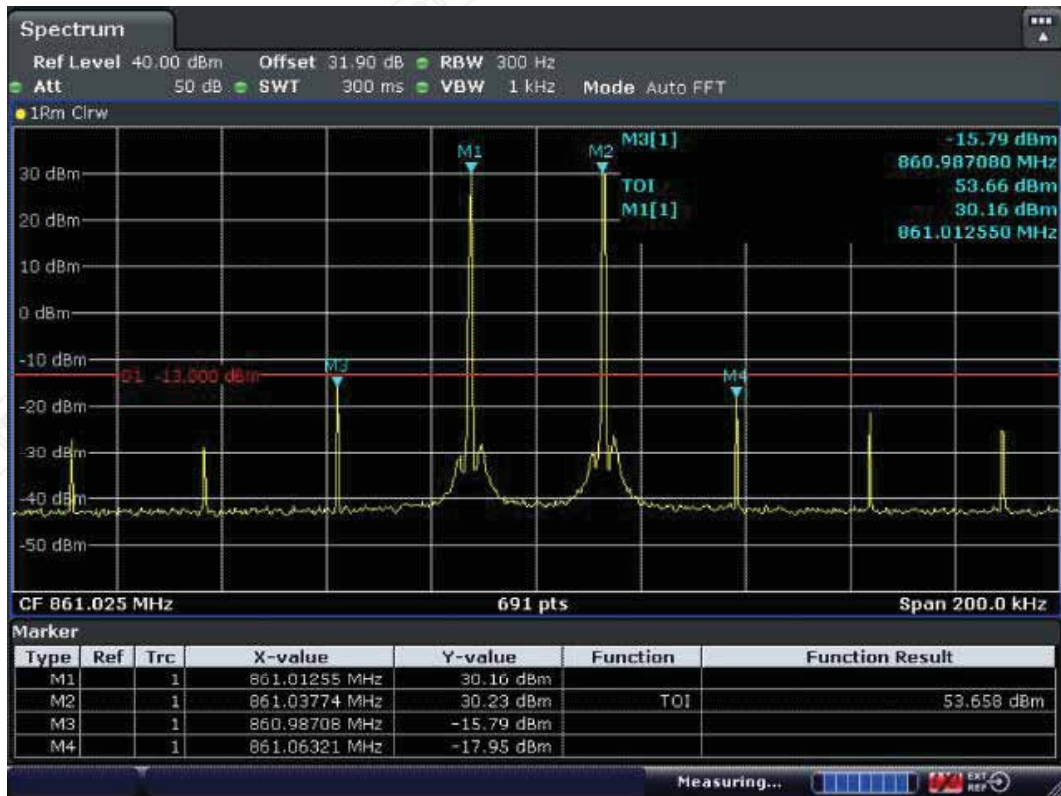 Spectrum
Ref Level 40.00 dBm Offset 31.90 dB RBW 300 Hz
Att 50 dB SWT 300 ms VBW 1 kHz Mode Auto FFT
1Rm Clrw
M3[1] -15.79 dBm
860.987080 MHz
TOI 53.66 dBm
M1[1] 30.16 dBm
861.012550 MHz
M1 M2
30 dBm
20 dBm
10 dBm
0 dBm
-10 dBm
M3
D1 -13.000 dBm
M4
-20 dBm
-30 dBm
-40 dBm
-50 dBm
CF 861.025 MHz 691 pts Span 200.0 kHz
Marker
Type Ref Trc X-value Y-value Function Function Result
M1 1 861.01255 MHz 30.16 dBm
M2 1 861.03774 MHz 30.23 dBm TOI 53.658 dBm
M3 1 860.98708 MHz -15.79 dBm
M4 1 861.06321 MHz -17.95 dBm
Measuring... EXT
REF